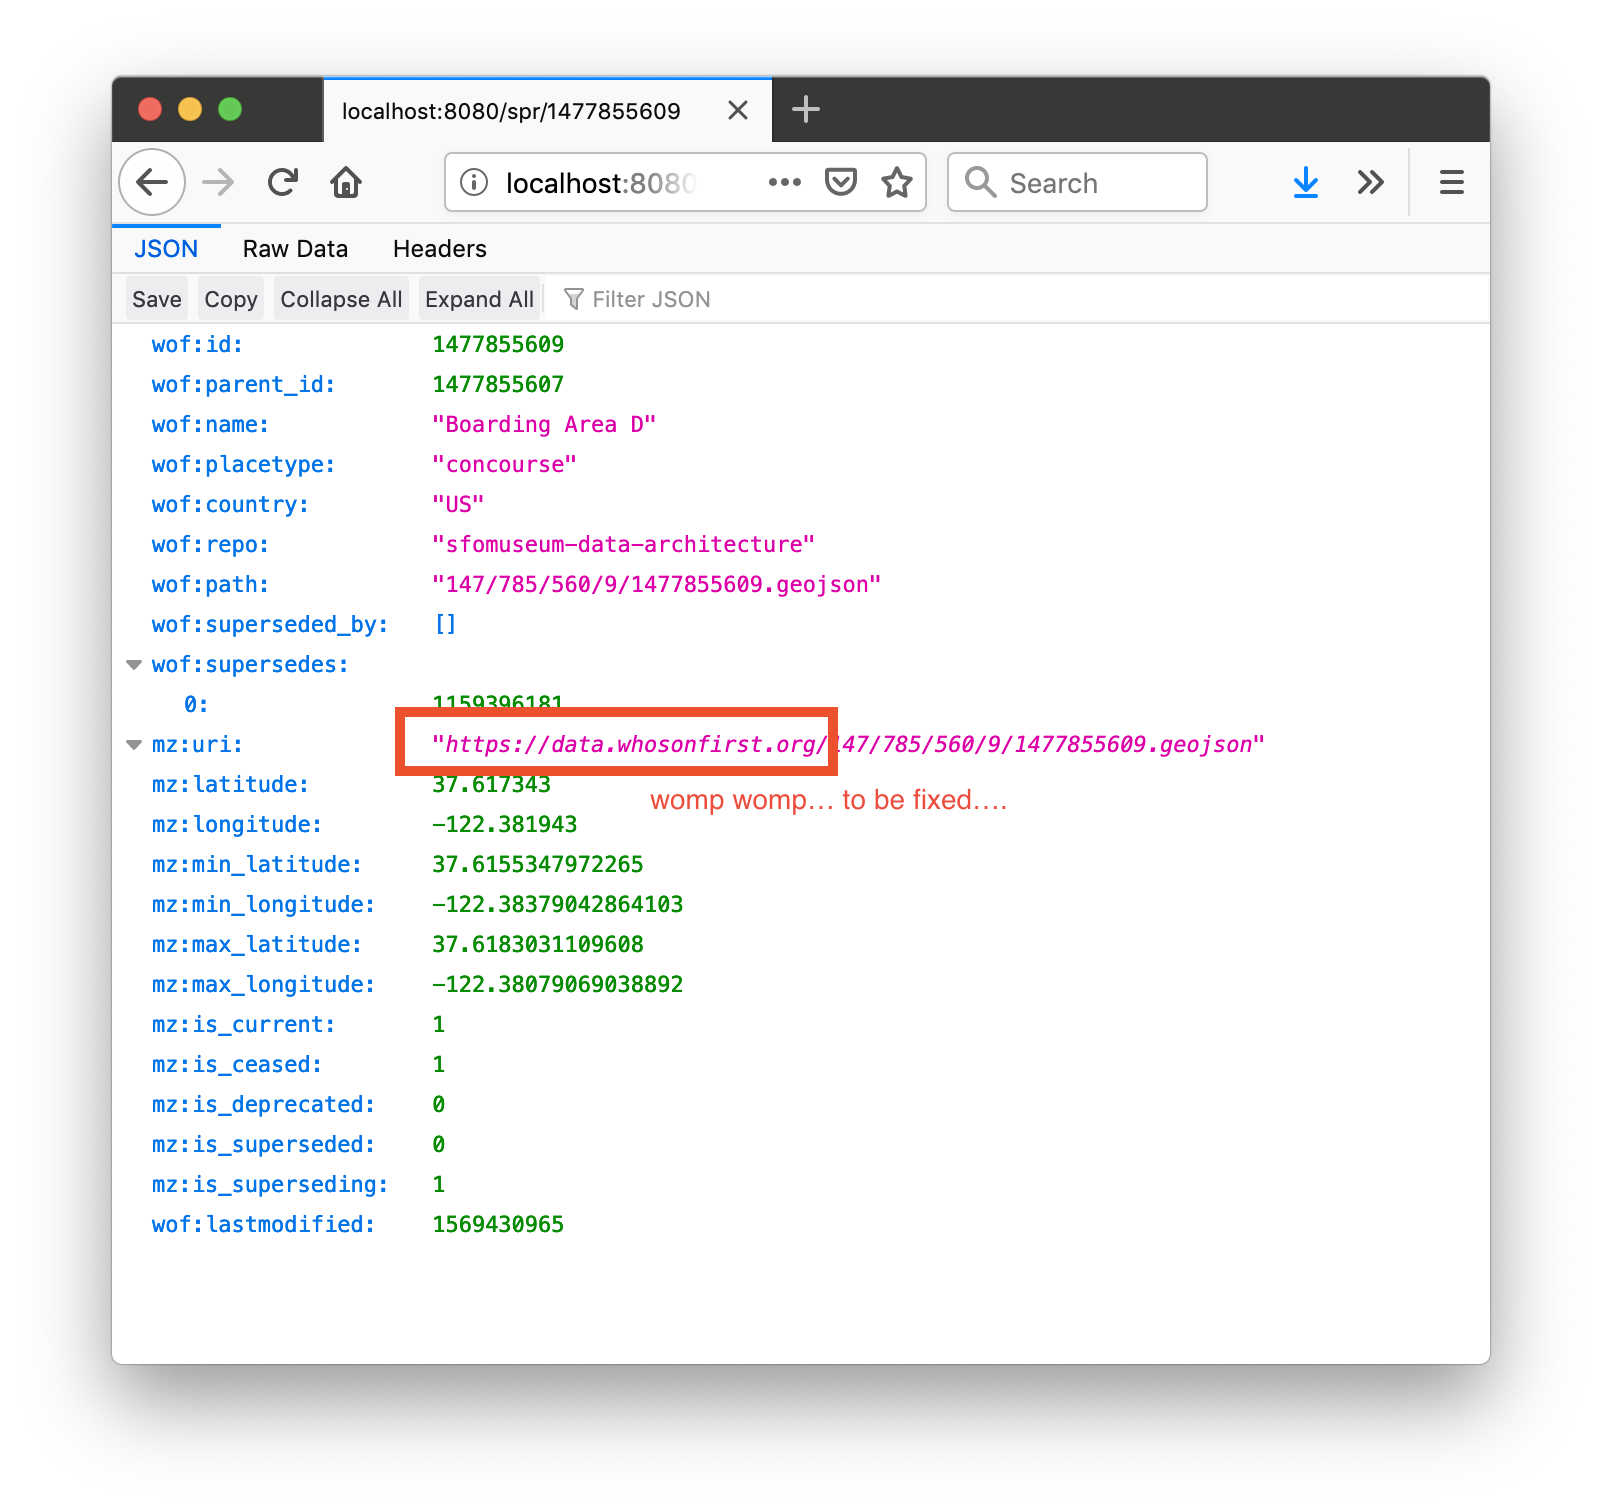 localhost:8080/spr/1477855609
localhost:8080
Search
JSON Raw Data Headers
Save Copy Collapse All Expand All Filter JSON
wof:id: 1477855609
wof:parent_id: 1477855607
wof:name: "Boarding Area D"
wof:placetype: "concourse"
wof:country: "US"
wof:repo: "sfomuseum-data-architecture"
wof:path: "147/785/560/9/1477855609.geojson"
wof:superseded_by: []
wof:supersedes:
0: 1159396181
mz:uri: "https://data.whosonfirst.org/147/785/560/9/1477855609.geojson"
mz:latitude: 37.617343
womp womp... to be fixed....
mz:longitude: -122.381943
mz:min_latitude: 37.6155347972265
mz:min_longitude: -122.38379042864103
mz:max_latitude: 37.6183031109608
mz:max_longitude: -122.38079069038892
mz:is_current: 1
mz:is_ceased: 1
mz:is_deprecated: 0
mz:is_superseded: 0
mz:is_superseding: 1
wof:lastmodified: 1569430965